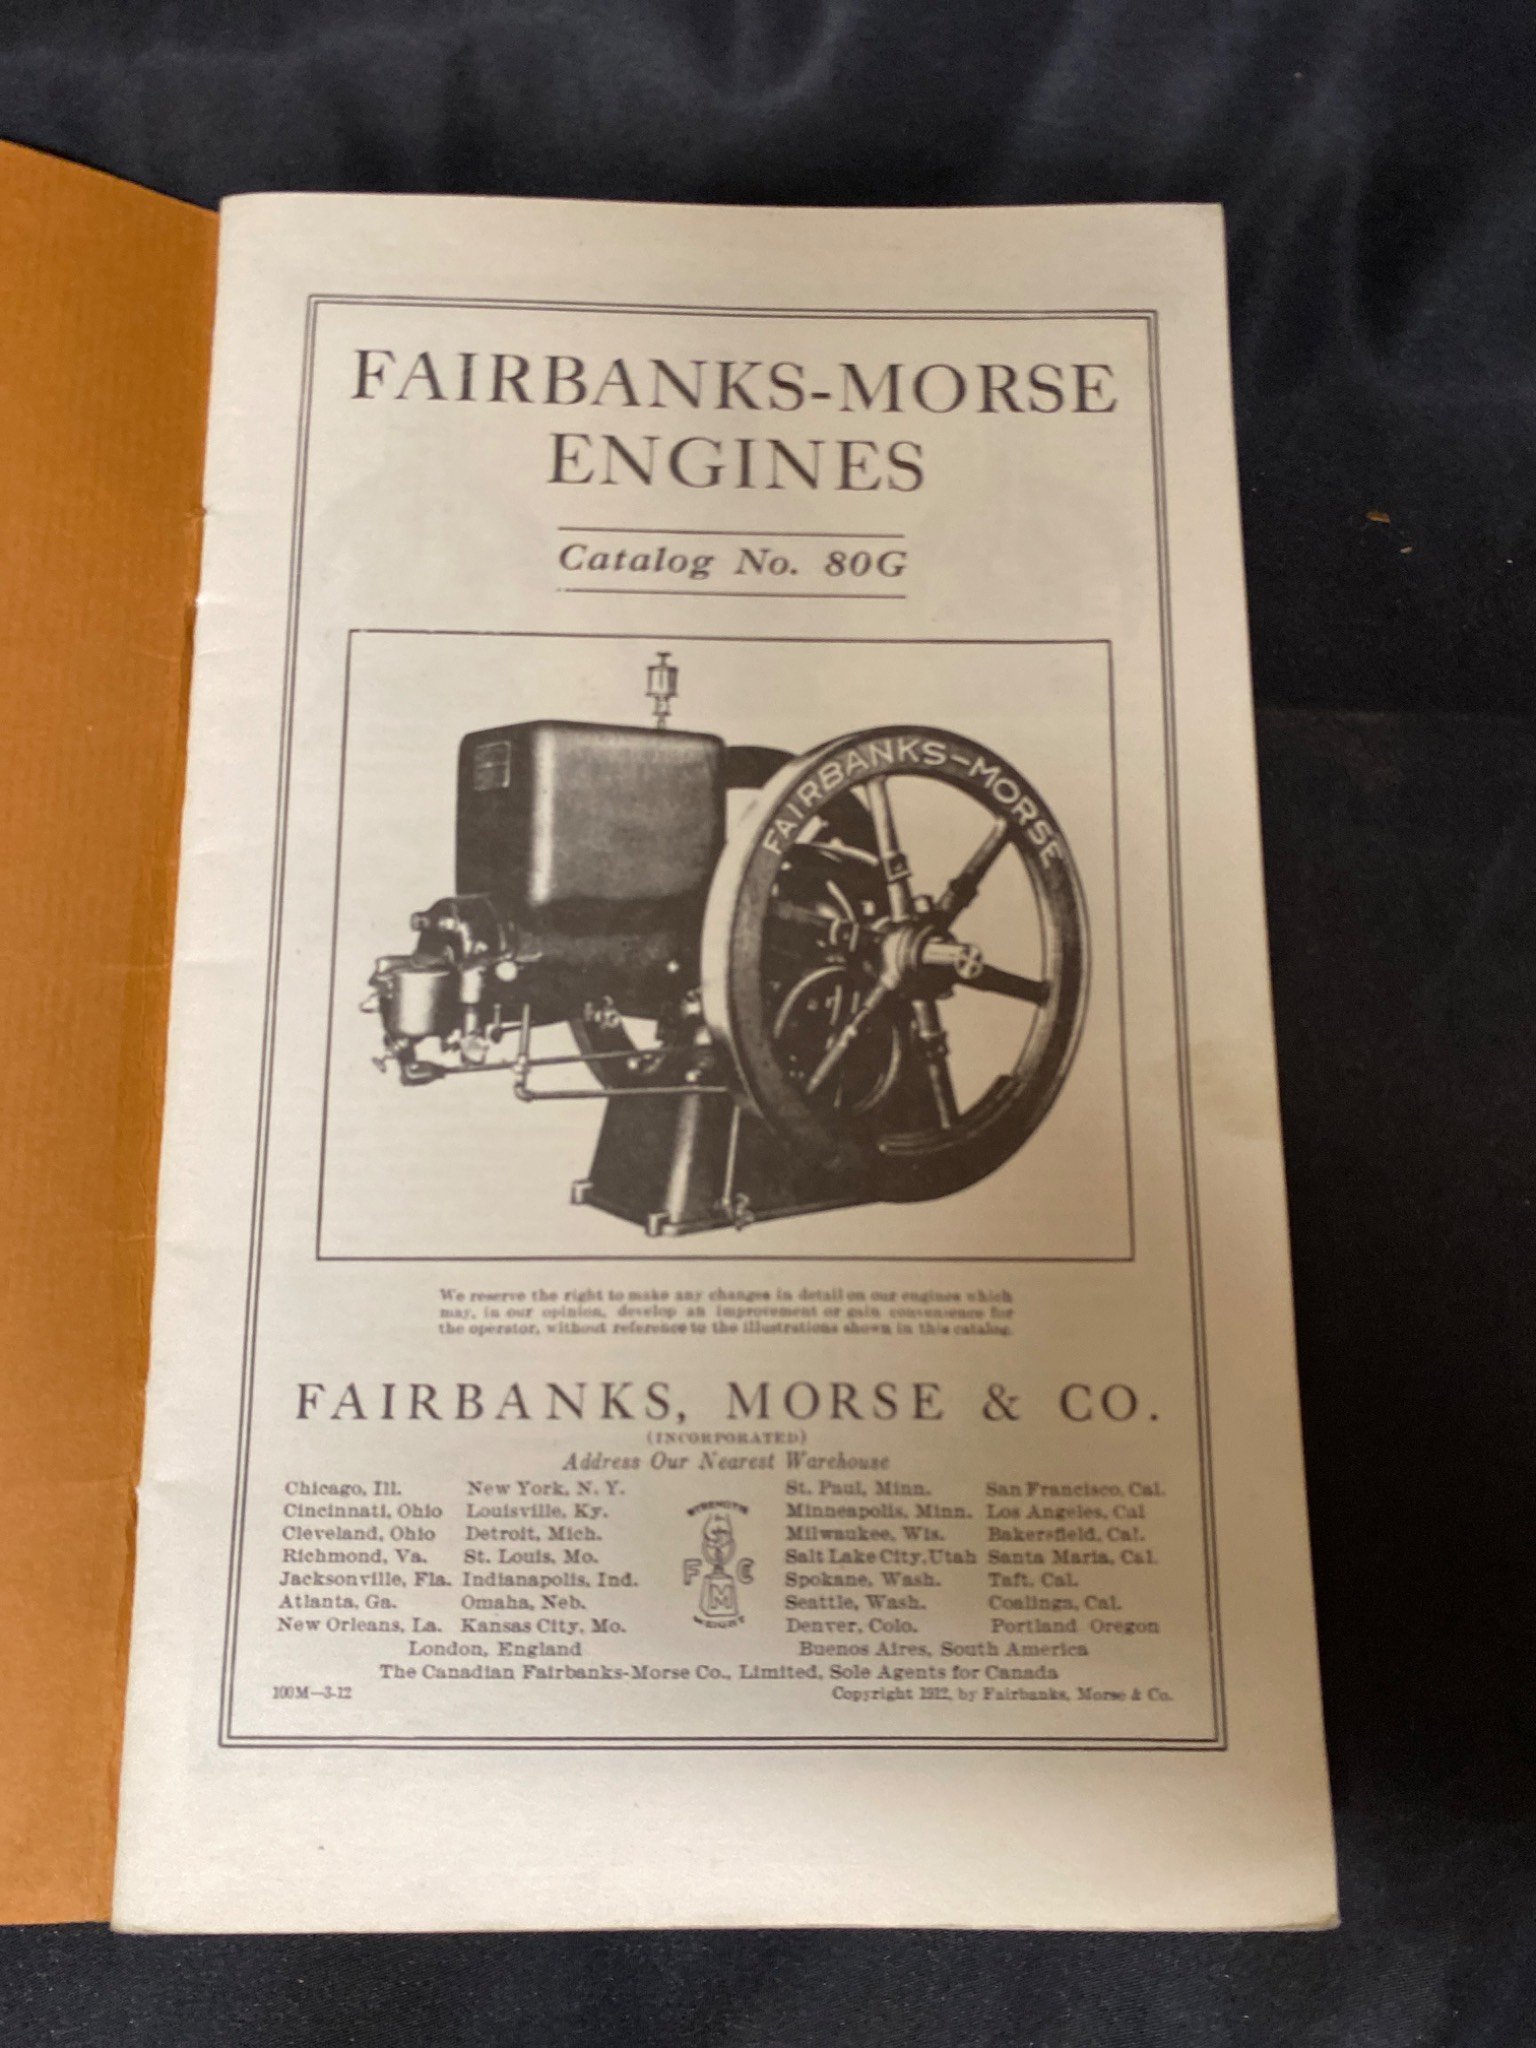 FAIRBANKS-MORSE
ENGINES
Catalog No. 80G
FAIRBANKS-MORSE
We reserve the right to make any changes in detail on our engines which
may, in our opinion, develop an improvement or gain convenience for
the operator, without reference to the illustrations shown in this catalog.
FAIRBANKS, MORSE & CO.
(INCORPORATED)
Address Our Nearest Warehouse
Chicago, Ill. New York, N. Y. St. Paul, Minn. San Francisco, Cal.
Cincinnati, Ohio Louisville, Ky. Minneapolis, Minn. Los Angeles, Cal
Cleveland, Ohio Detroit, Mich. Milwaukee, Wis. Bakersfield, Cal.
Richmond, Va. St. Louis, Mo. Salt Lake City, Utah Santa Maria, Cal.
Jacksonville, Fla. Indianapolis, Ind. Spokane, Wash. Taft, Cal.
Atlanta, Ga. Omaha, Neb. Seattle, Wash. Coalinga, Cal.
New Orleans, La. Kansas City, Mo. Denver, Colo. Portland Oregon
STRENGTH
F M C
WEIGHT
London, England Buenos Aires, South America
The Canadian Fairbanks-Morse Co., Limited, Sole Agents for Canada
100M—3-12 Copyright 1912, by Fairbanks, Morse & Co.